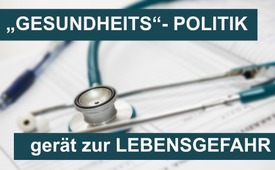 „GESUNDHEITS“- POLITIK
gerät zur LEBENSGEFAHR